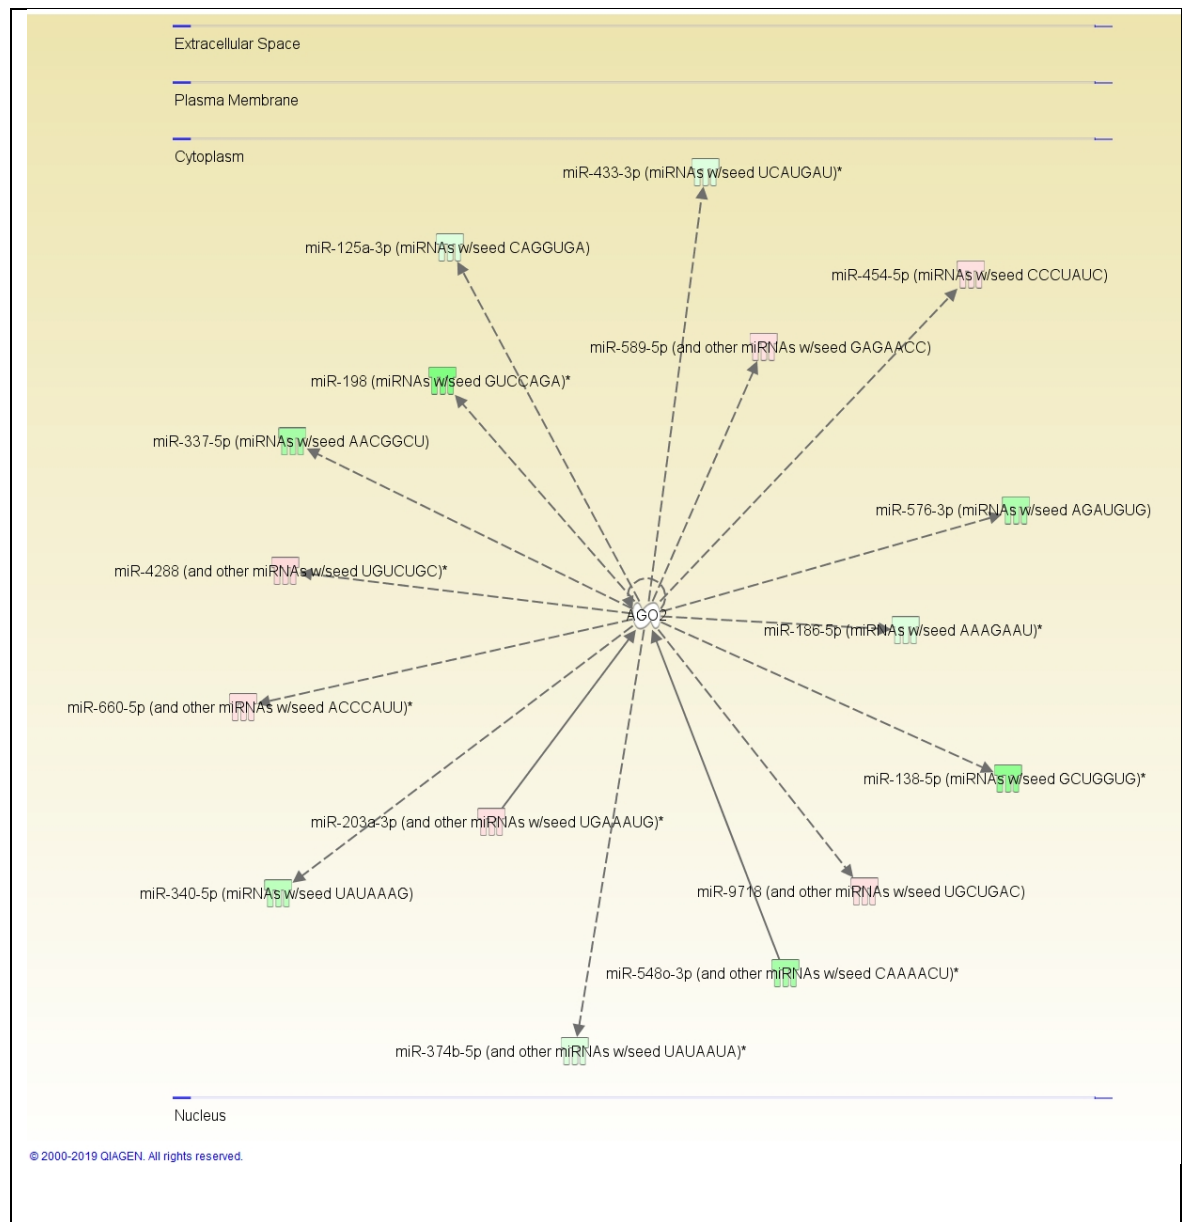 Extracellular Space
Plasma Membrane
Cytoplasm
miR-433-3p (miRNAs w/seed UCAUGAU)*
miR-125a-3p (miRNAs w/seed CAGGUGA)
miR-454-5p (miRNAs w/seed CCCUAUC)
miR-589-5p (and other miRNAs w/seed GAGAACC)
miR-198 (miRNAs w/seed GUCCAGA)*
miR-337-5p (miRNAs w/seed AACGGCU)
miR-576-3p (miRNAs w/seed AGAUGUG)
miR-4288 (and other miRNAs w/seed UGUCUGC)*
AGO2
miR-186-5p (miRNAs w/seed AAAGAAU)*
miR-660-5p (and other miRNAs w/seed ACCCAUU)*
miR-138-5p (miRNAs w/seed GCUGGUG)*
miR-203a-3p (and other miRNAs w/seed UGAAAUG)*
miR-340-5p (miRNAs w/seed UAUAAAG)
miR-9718 (and other miRNAs w/seed UGCUGAC)
miR-548o-3p (and other miRNAs w/seed CAAAACU)*
miR-374b-5p (and other miRNAs w/seed UAUAAUA)*
Nucleus
© 2000-2019 QIAGEN. All rights reserved.